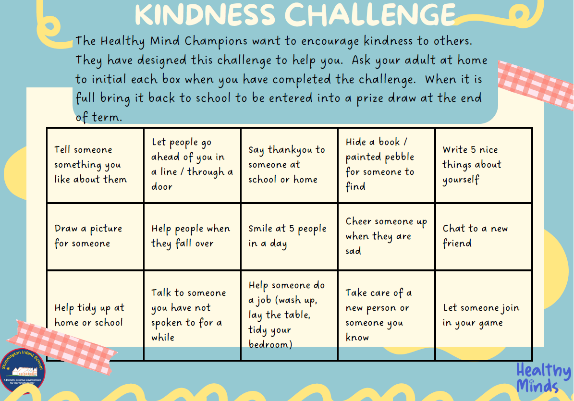 KINDNESS CHALLENGE
The Healthy Mind Champions want to encourage kindness to others.
They have designed this challenge to help you. Ask your adult at home
to initial each box when you have completed the challenge. When it is
full bring it back to school to be entered into a prize draw at the end
of term.
Tell someone
something you
like about them
Let people go
ahead of you in
a line / through a
door
Say thankyou to
someone at
school or home
Hide a book /
painted pebble
for someone to
find
Write 5 nice
things about
yourself
Draw a picture
for someone
Help people when
they fall over
Smile at 5 people
in a day
Cheer someone up
when they are
sad
Chat to a new
friend
Help tidy up at
home or school
Talk to someone
you have not
spoken to for a
while
Help someone do
a job (wash up,
lay the table,
tidy your
bedroom)
Take care of a
new person or
someone you
know
Let someone join
in your game
Healthy
Minds